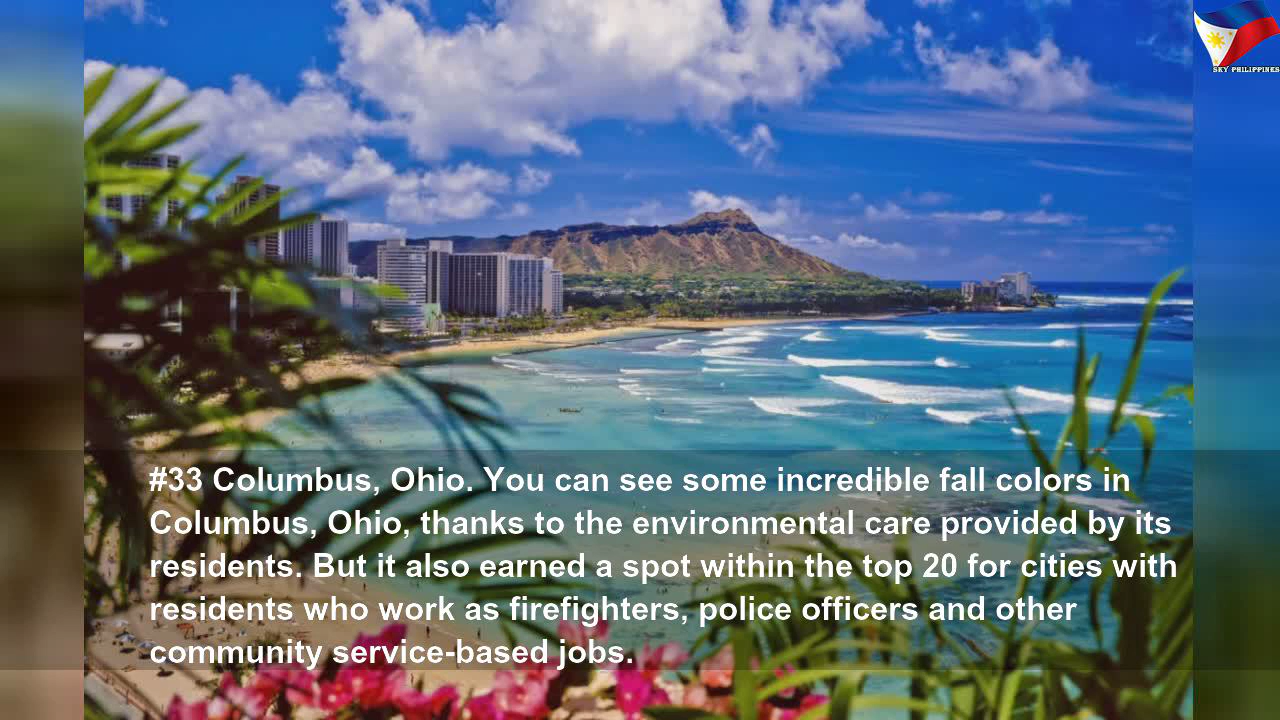 SKY PHILIPPINES
#33 Columbus, Ohio. You can see some incredible fall colors in
Columbus, Ohio, thanks to the environmental care provided by its
residents. But it also earned a spot within the top 20 for cities with
residents who work as firefighters, police officers and other
community service-based jobs.